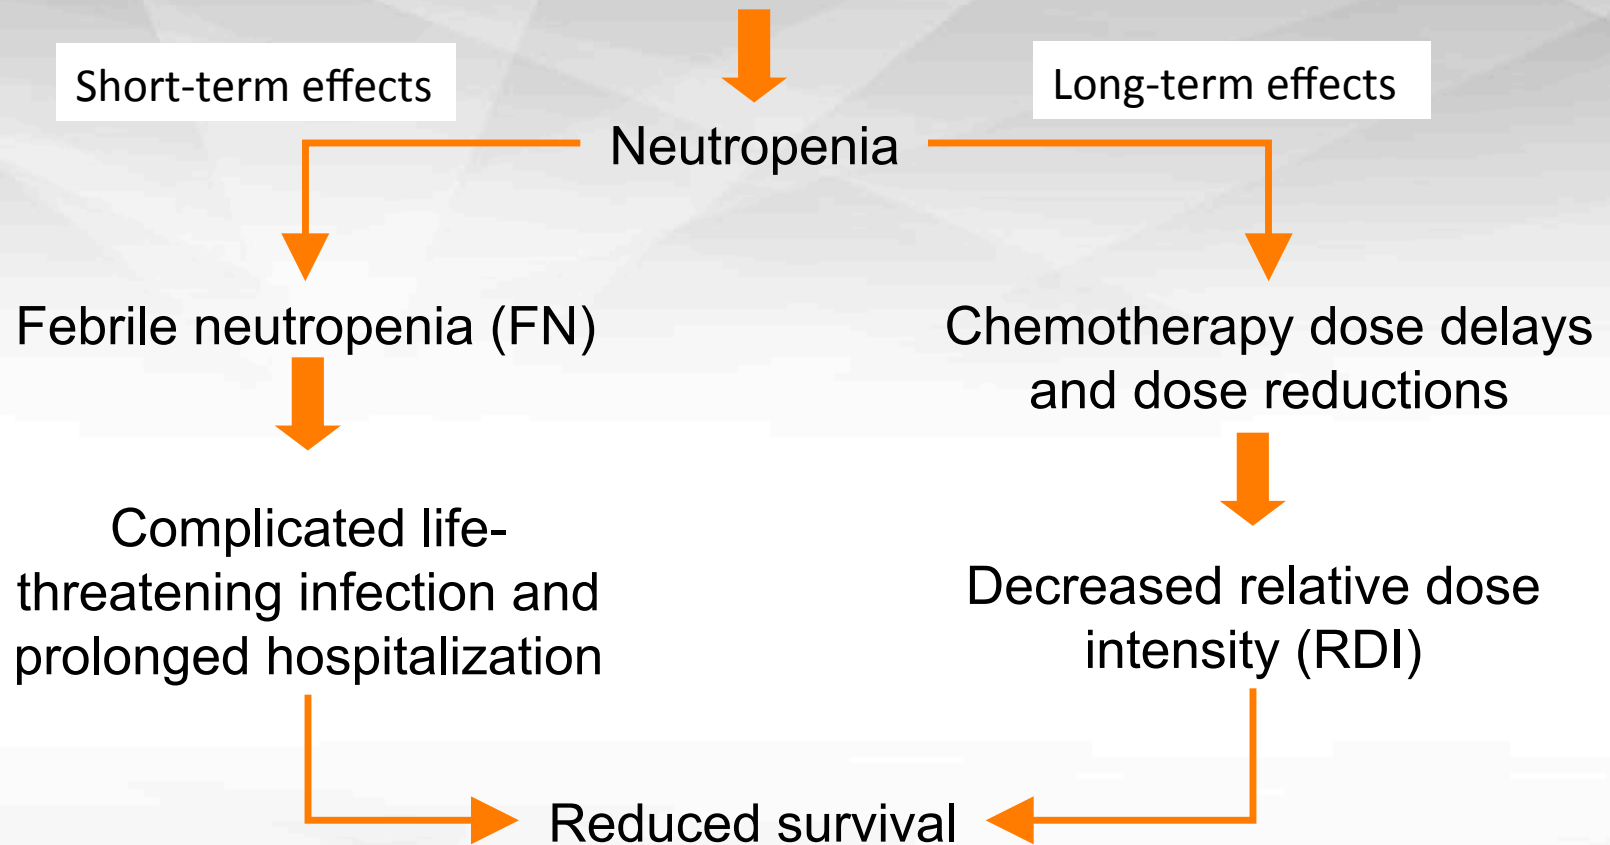 Short-term effects
Long-term effects
Neutropenia
Febrile neutropenia (FN)
Chemotherapy dose delays
and dose reductions
Complicated life-
threatening infection and
prolonged hospitalization
Decreased relative dose
intensity (RDI)
Reduced survival